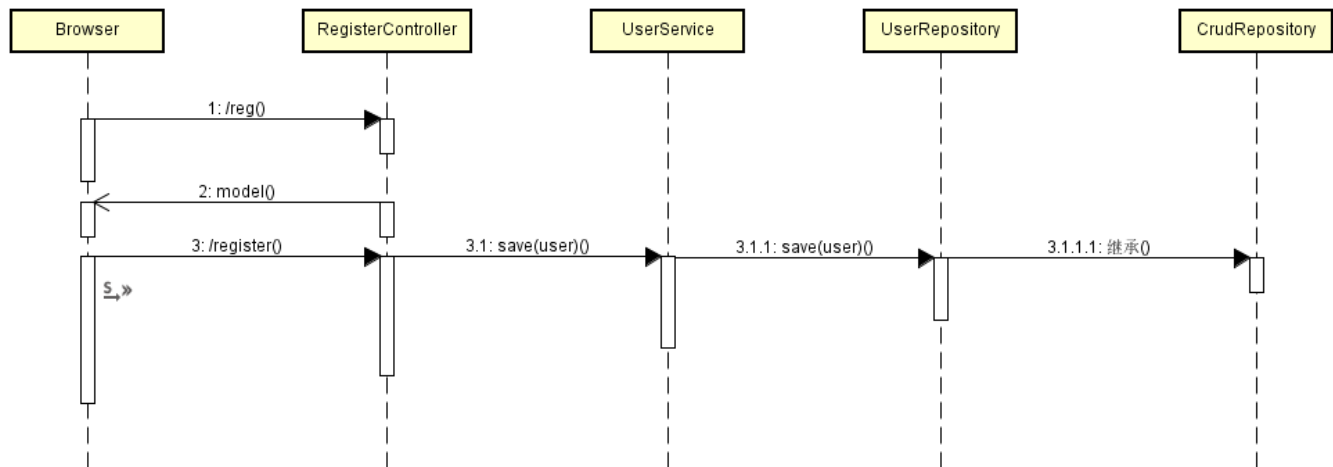 Browser
RegisterController
UserService
UserRepository
CrudRepository
1: /reg()
2: model()
3: /register()
3.1: save(user)()
3.1.1: save(user)()
3.1.1.1: 继承()
S »